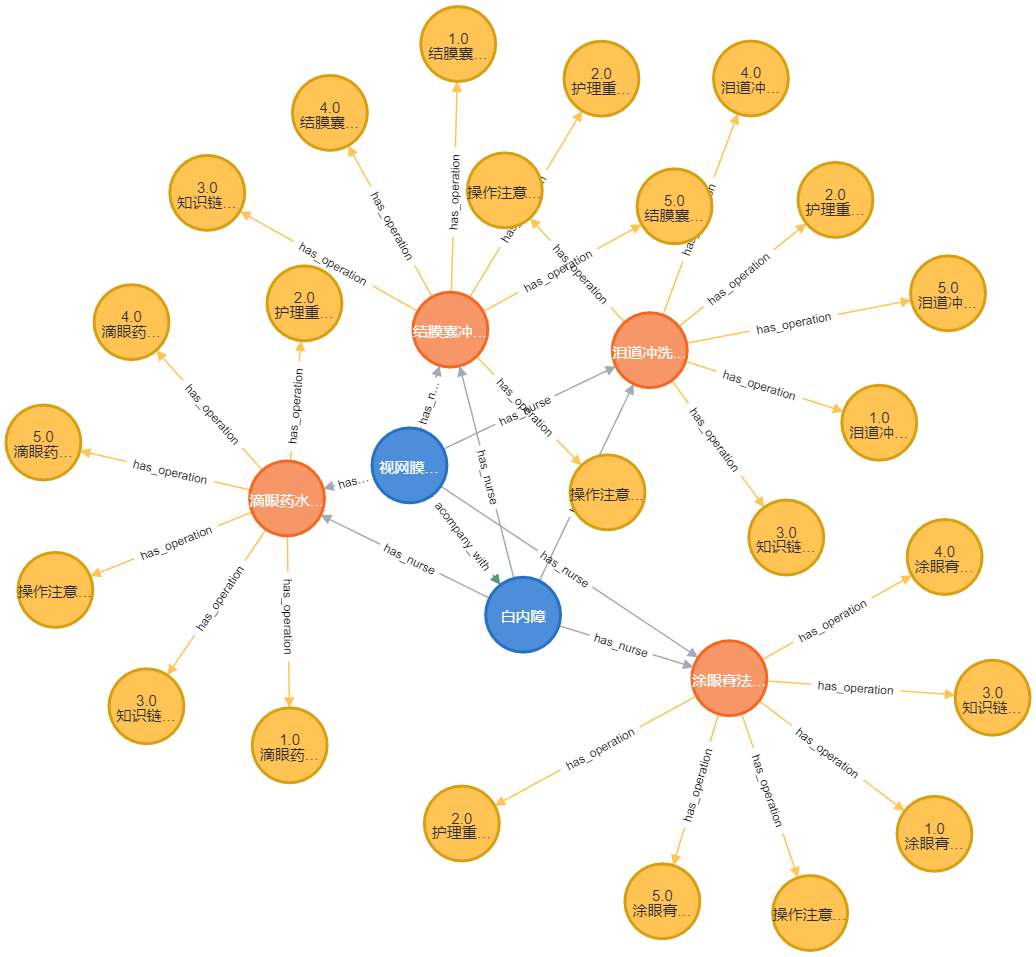 1.0
结膜囊…
4.0
结膜囊…
2.0
护理重…
4.0
泪道冲…
3.0
知识链…
操作注意…
5.0
结膜囊…
2.0
护理重…
has_operation
has_operation
has_operation
has_operation
has_operation
has_operation
5.0
泪道冲…
4.0
滴眼药…
2.0
护理重…
结膜囊冲…
泪道冲洗…
has_operation
has_operation
has_operation
has_n…
has_nurse
has_operation
has_operation
1.0
泪道冲…
5.0
滴眼药…
has_operation
has_operation
视网膜…
has_nurse
has_operation
滴眼药水…
has…
操作注意…
acompany_with
3.0
知识链…
has_operation
has_nurse
has_nurse
4.0
涂眼膏…
操作注意…
has_operation
has_operation
白内障
has_nurse
has_operation
涂眼膏法…
has_operation
3.0
知识链…
3.0
知识链…
1.0
滴眼药…
has_operation
has_operation
has_operation
has_operation
2.0
护理重…
1.0
涂眼膏…
5.0
涂眼膏…
操作注意…